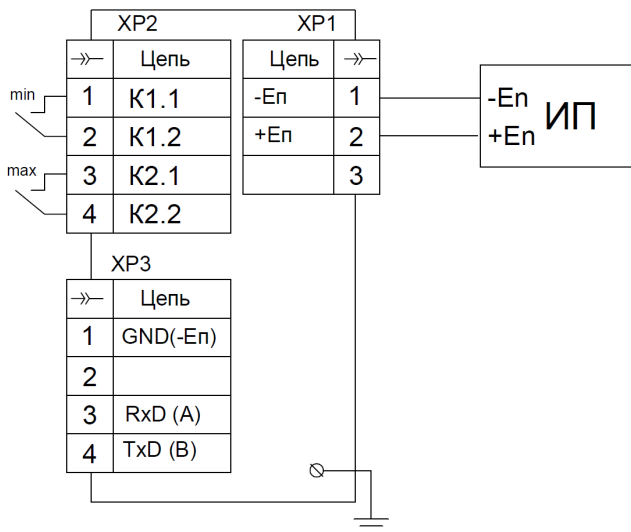 XP2
XP1
Цепь
1 К1.1
2 К1.2
3 К2.1
4 К2.2
min
max
Цепь
-Еп 1
+Еп 2
3
-En
+En
ИП
XP3
Цепь
1 GND(-Еп)
2
3 RxD (A)
4 TxD (B)